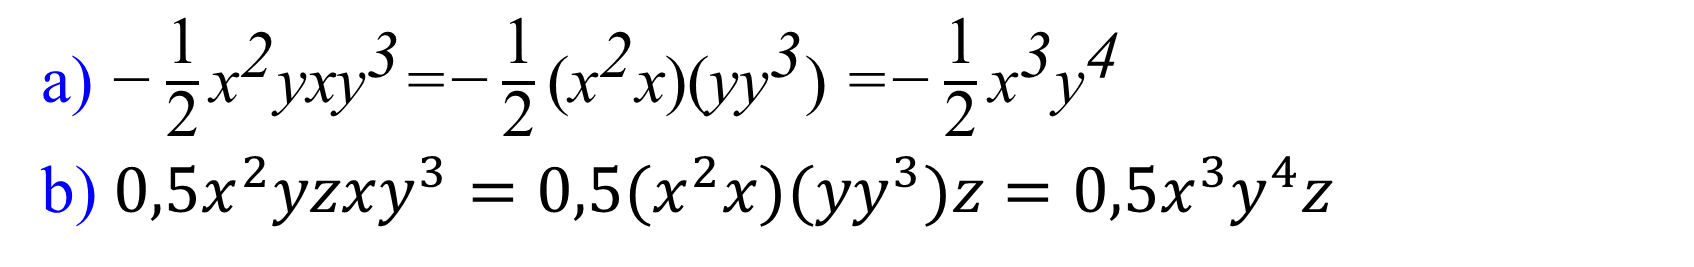 a) −1/2x²yxy³=−1/2(x²x)(yy³) =−1/2x³y⁴
b) 0,5x²yzxy³ = 0,5(x²x)(yy³)z = 0,5x³y⁴z